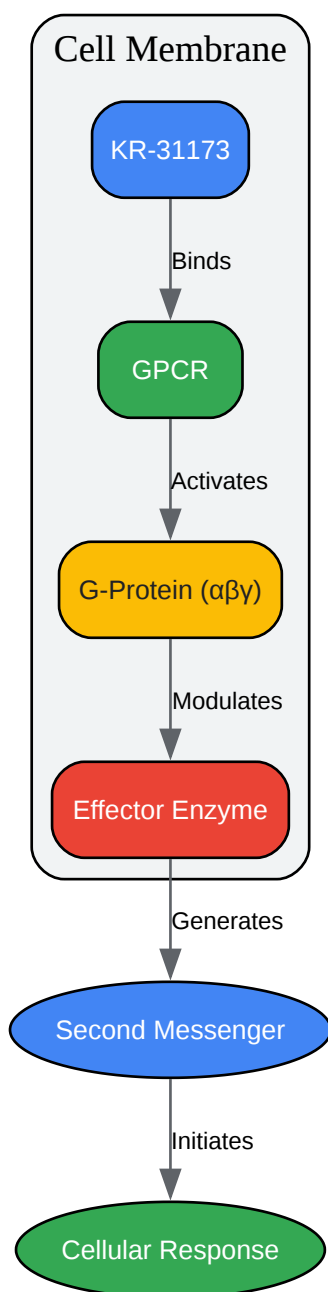 Cell Membrane
KR-31173
Binds
GPCR
Activates
G-Protein (αβγ)
Modulates
Effector Enzyme
Generates
Second Messenger
Initiates
Cellular Response